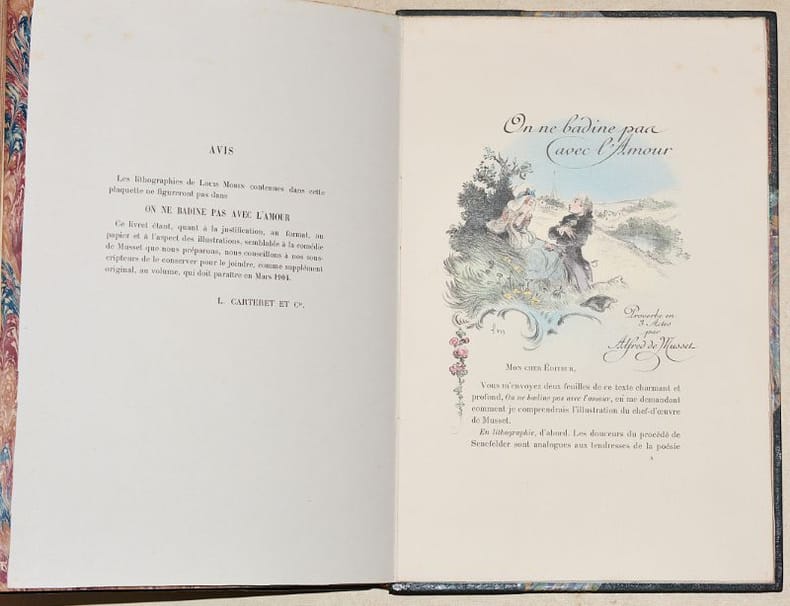 AVIS
Les lithographies de Louis Morin contenues dans cette
plaquette ne figureront pas dans
ON NE BADINE PAS AVEC L'AMOUR
Ce livret étant, quant à la justification, au format, au
papier et à l'aspect des illustrations, semblable à la comédie
de Musset que nous préparons, nous conseillons à nos sous-
cripteurs de le conserver pour le joindre, comme supplément
original, au volume, qui doit paraître en Mars 1904.
L. CARTERET ET Cie.
On ne badine pas
avec l'Amour
Proverbe en
3 Actes
par
Alfred de Musset
lm
Mon cher Éditeur,
Vous m'envoyez deux feuilles de ce texte charmant et
profond, On ne badine pas avec l'amour, en me demandant
comment je comprendrais l'illustration du chef-d'œuvre
de Musset.
En lithographie, d'abord. Les douceurs du procédé de
Senefelder sont analogues aux tendresses de la poésie
A